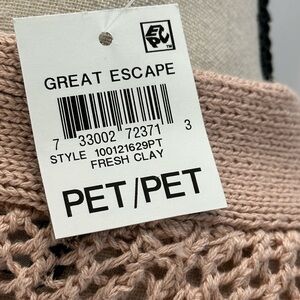 GREAT ESCAPE
7 33002 72371 3
STYLE 100121629PT
FRESH CLAY
PET/PET